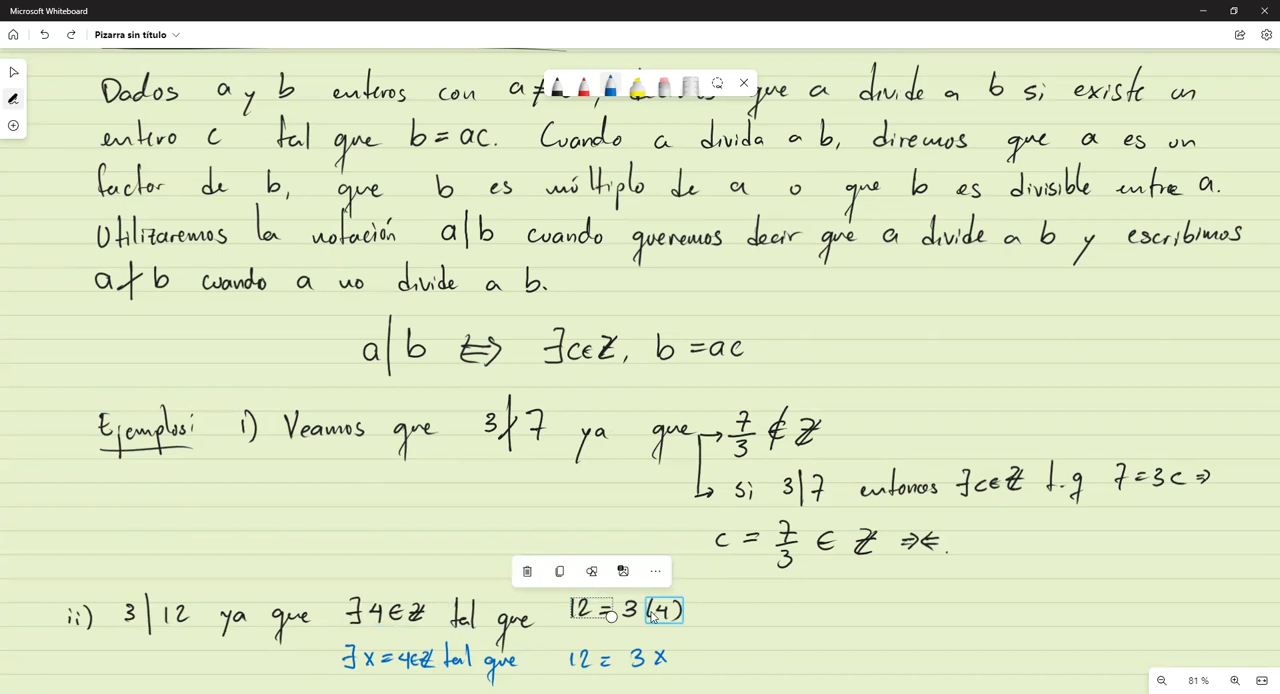 Microsoft Whiteboard
Pizarra sin título
Dados a y b enteros con a ≠ que a divide a b si existe un
entero c tal que b = ac. Cuando a divida a b, diremos que a es un
factor de b, que b es múltiplo de a o que b es divisible entre a.
Utilizaremos la notación a|b cuando queremos decir que a divide a b y escribimos
a∤b cuando a no divide a b.
a|b ⟺ ∃c∈ℤ, b = ac
Ejemplos: i) Veamos que 3∤7 ya que → 7/3 ∉ ℤ
↳ si 3|7 entonces ∃c∈ℤ t.q 7=3c ⇒
c = 7/3 ∈ ℤ ⇒⇐.
ii) 3|12 ya que ∃4∈ℤ tal que 12 = 3(4)
∃x=4∈ℤ tal que 12 = 3x
81 %